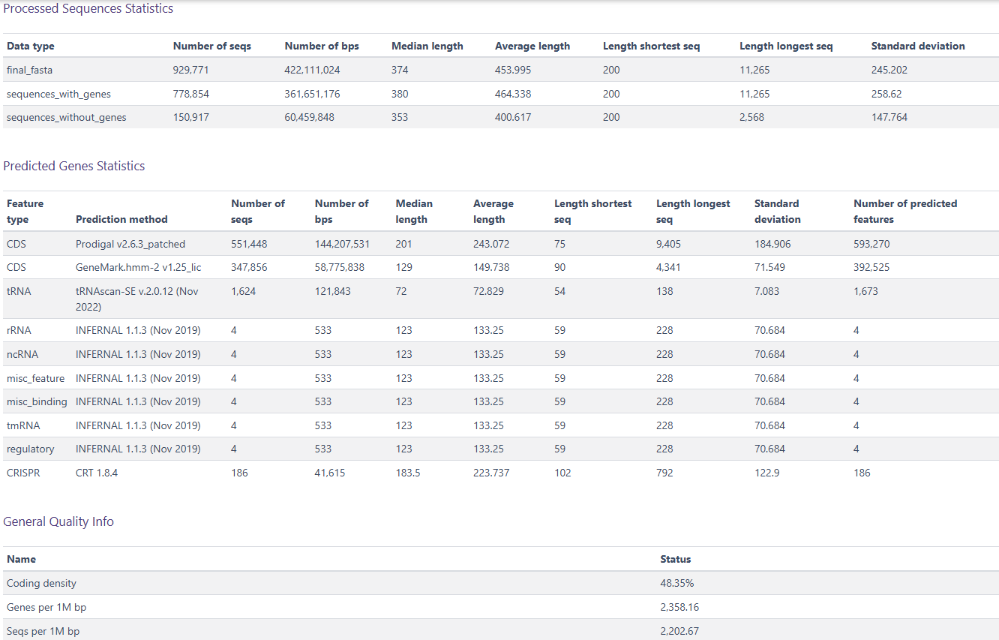 Processed Sequences Statistics
Data type Number of seqs Number of bps Median length Average length Length shortest seq Length longest seq Standard deviation
final_fasta 929,771 422,111,024 374 453.995 200 11,265 245.202
sequences_with_genes 778,854 361,651,176 380 464.338 200 11,265 258.62
sequences_without_genes 150,917 60,459,848 353 400.617 200 2,568 147.764
Predicted Genes Statistics
Feature Number of Number of Median Average Length shortest Length longest Standard Number of predicted
type Prediction method seqs bps length length seq seq deviation features
CDS Prodigal v2.6.3_patched 551,448 144,207,531 201 243.072 75 9,405 184.906 593,270
CDS GeneMark.hmm-2 v1.25_lic 347,856 58,775,838 129 149.738 90 4,341 71.549 392,525
tRNA tRNAscan-SE v.2.0.12 (Nov 1,624 121,843 72 72.829 54 138 7.083 1,673
2022)
rRNA INFERNAL 1.1.3 (Nov 2019) 4 533 123 133.25 59 228 70.684 4
ncRNA INFERNAL 1.1.3 (Nov 2019) 4 533 123 133.25 59 228 70.684 4
misc_feature INFERNAL 1.1.3 (Nov 2019) 4 533 123 133.25 59 228 70.684 4
misc_binding INFERNAL 1.1.3 (Nov 2019) 4 533 123 133.25 59 228 70.684 4
tmRNA INFERNAL 1.1.3 (Nov 2019) 4 533 123 133.25 59 228 70.684 4
regulatory INFERNAL 1.1.3 (Nov 2019) 4 533 123 133.25 59 228 70.684 4
CRISPR CRT 1.8.4 186 41,615 183.5 223.737 102 792 122.9 186
General Quality Info
Name Status
Coding density 48.35%
Genes per 1M bp 2,358.16
Seqs per 1M bp 2,202.67